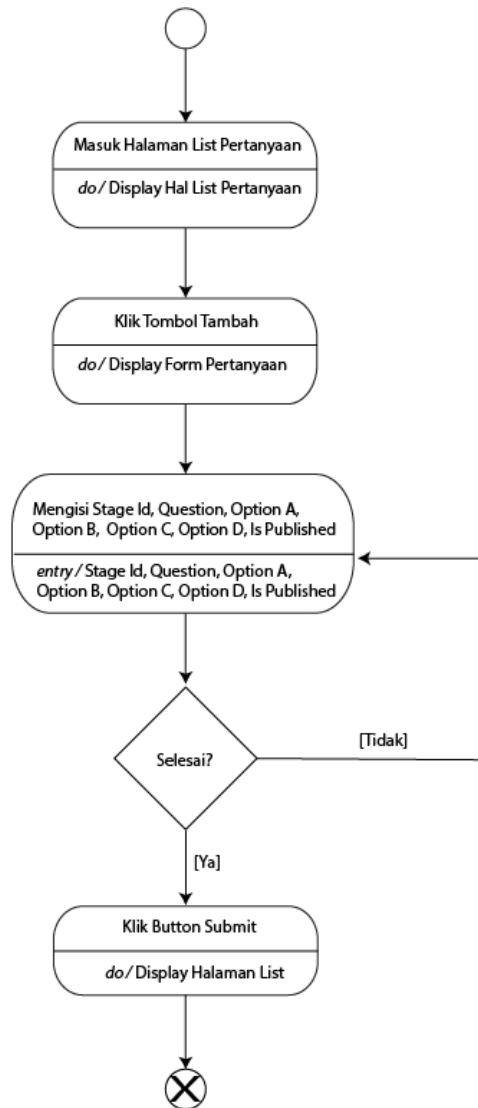 Masuk Halaman List Pertanyaan
do / Display Hal List Pertanyaan
Klik Tombol Tambah
do / Display Form Pertanyaan
Mengisi Stage Id, Question, Option A,
Option B, Option C, Option D, Is Published
entry / Stage Id, Question, Option A,
Option B, Option C, Option D, Is Published
Selesai?
[Tidak]
[Ya]
Klik Button Submit
do / Display Halaman List